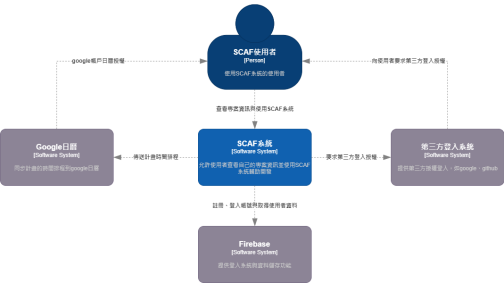 SCAF使用者
[Person]
使用SCAF系統的使用者
google帳戶日曆授權
向使用者要求第三方登入授權
查看專案資訊與使用SCAF系統
Google日曆
[Software System]
同步計畫的時間排程到google日曆
傳送計畫時間排程
SCAF系統
[Software System]
允許使用者查看自己的專案資訊並使用SCAF
系統輔助開發
要求第三方登入授權
第三方登入系統
[Software System]
提供第三方搭載登入，如google、github
註冊、登入帳號與取得使用者資料
Firebase
[Software System]
提供登入系統與資料儲存功能